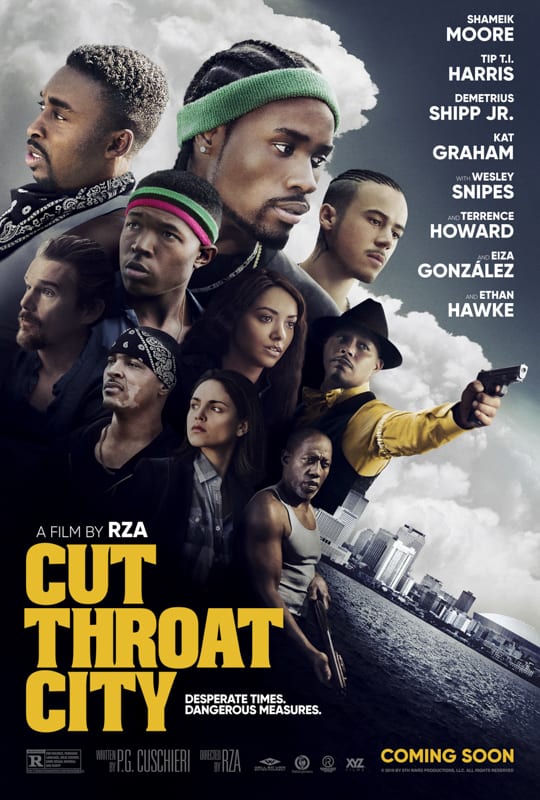 SHAMEIK
MOORE
TIP T.I.
HARRIS
DEMETRIUS
SHIPP JR.
KAT
GRAHAM
WITH WESLEY
SNIPES
AND TERRENCE
HOWARD
AND EIZA
GONZÁLEZ
AND ETHAN
HAWKE
A FILM BY RZA
CUT
THROAT
CITY
DESPERATE TIMES.
DANGEROUS MEASURES.
R
WRITTEN BY P.G. CUSCHIERI
DIRECTED BY RZA
XYZ
FILMS
COMING SOON